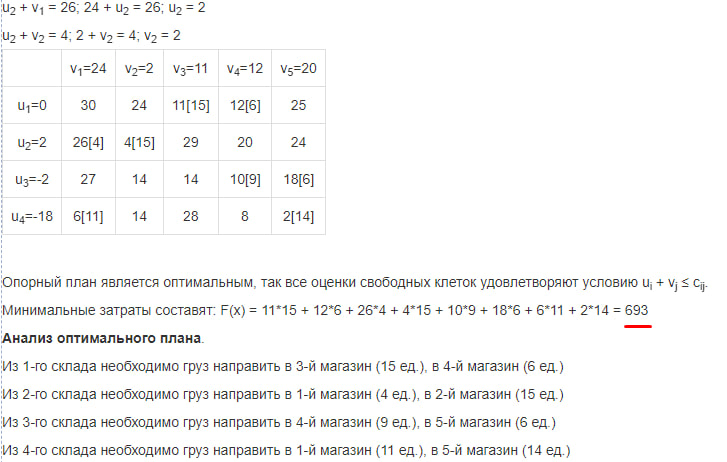 u2 + v1 = 26; 24 + u2 = 26; u2 = 2
u2 + v2 = 4; 2 + v2 = 4; v2 = 2
v1=24 v2=2 v3=11 v4=12 v5=20
u1=0 30 24 11[15] 12[6] 25
u2=2 26[4] 4[15] 29 20 24
u3=-2 27 14 14 10[9] 18[6]
u4=-18 6[11] 14 28 8 2[14]
Опорный план является оптимальным, так все оценки свободных клеток удовлетворяют условию ui + vj ≤ cij.
Минимальные затраты составят: F(x) = 11*15 + 12*6 + 26*4 + 4*15 + 10*9 + 18*6 + 6*11 + 2*14 = 693
Анализ оптимального плана.
Из 1-го склада необходимо груз направить в 3-й магазин (15 ед.), в 4-й магазин (6 ед.)
Из 2-го склада необходимо груз направить в 1-й магазин (4 ед.), в 2-й магазин (15 ед.)
Из 3-го склада необходимо груз направить в 4-й магазин (9 ед.), в 5-й магазин (6 ед.)
Из 4-го склада необходимо груз направить в 1-й магазин (11 ед.), в 5-й магазин (14 ед.)